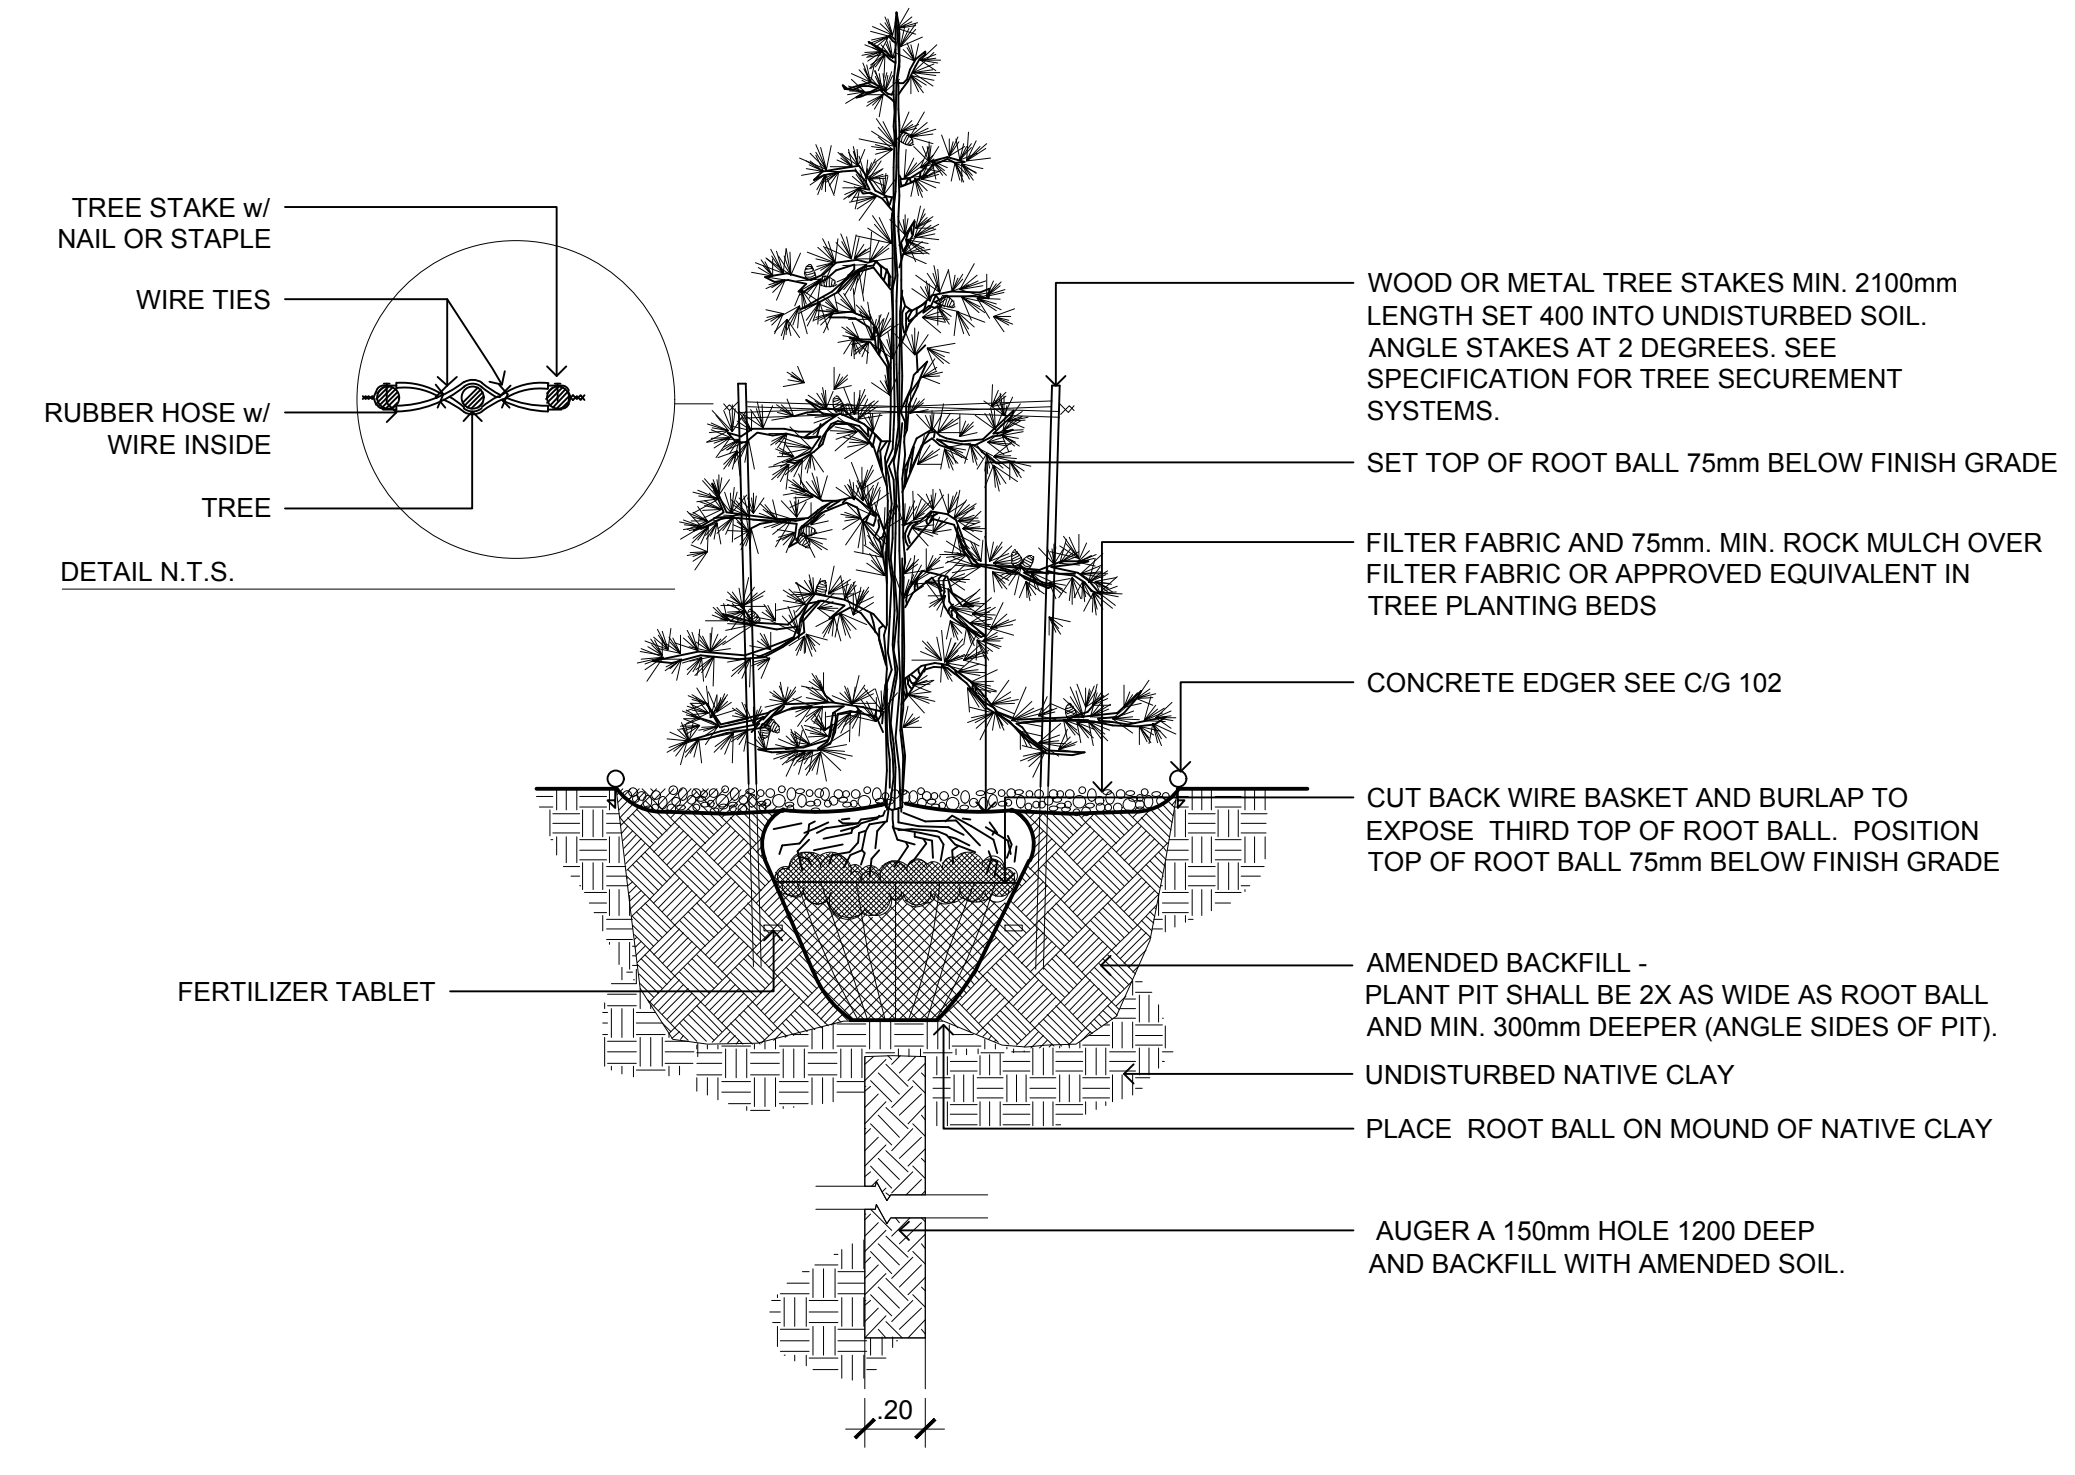 TREE STAKE w/
NAIL OR STAPLE
WIRE TIES
RUBBER HOSE w/
WIRE INSIDE
TREE
DETAIL N.T.S.
FERTILIZER TABLET
WOOD OR METAL TREE STAKES MIN. 2100mm
LENGTH SET 400 INTO UNDISTURBED SOIL.
ANGLE STAKES AT 2 DEGREES. SEE
SPECIFICATION FOR TREE SECUREMENT
SYSTEMS.
SET TOP OF ROOT BALL 75mm BELOW FINISH GRADE
FILTER FABRIC AND 75mm. MIN. ROCK MULCH OVER
FILTER FABRIC OR APPROVED EQUIVALENT IN
TREE PLANTING BEDS
CONCRETE EDGER SEE C/G 102
CUT BACK WIRE BASKET AND BURLAP TO
EXPOSE THIRD TOP OF ROOT BALL. POSITION
TOP OF ROOT BALL 75mm BELOW FINISH GRADE
AMENDED BACKFILL -
PLANT PIT SHALL BE 2X AS WIDE AS ROOT BALL
AND MIN. 300mm DEEPER (ANGLE SIDES OF PIT).
UNDISTURBED NATIVE CLAY
PLACE ROOT BALL ON MOUND OF NATIVE CLAY
AUGER A 150mm HOLE 1200 DEEP
AND BACKFILL WITH AMENDED SOIL.
.20